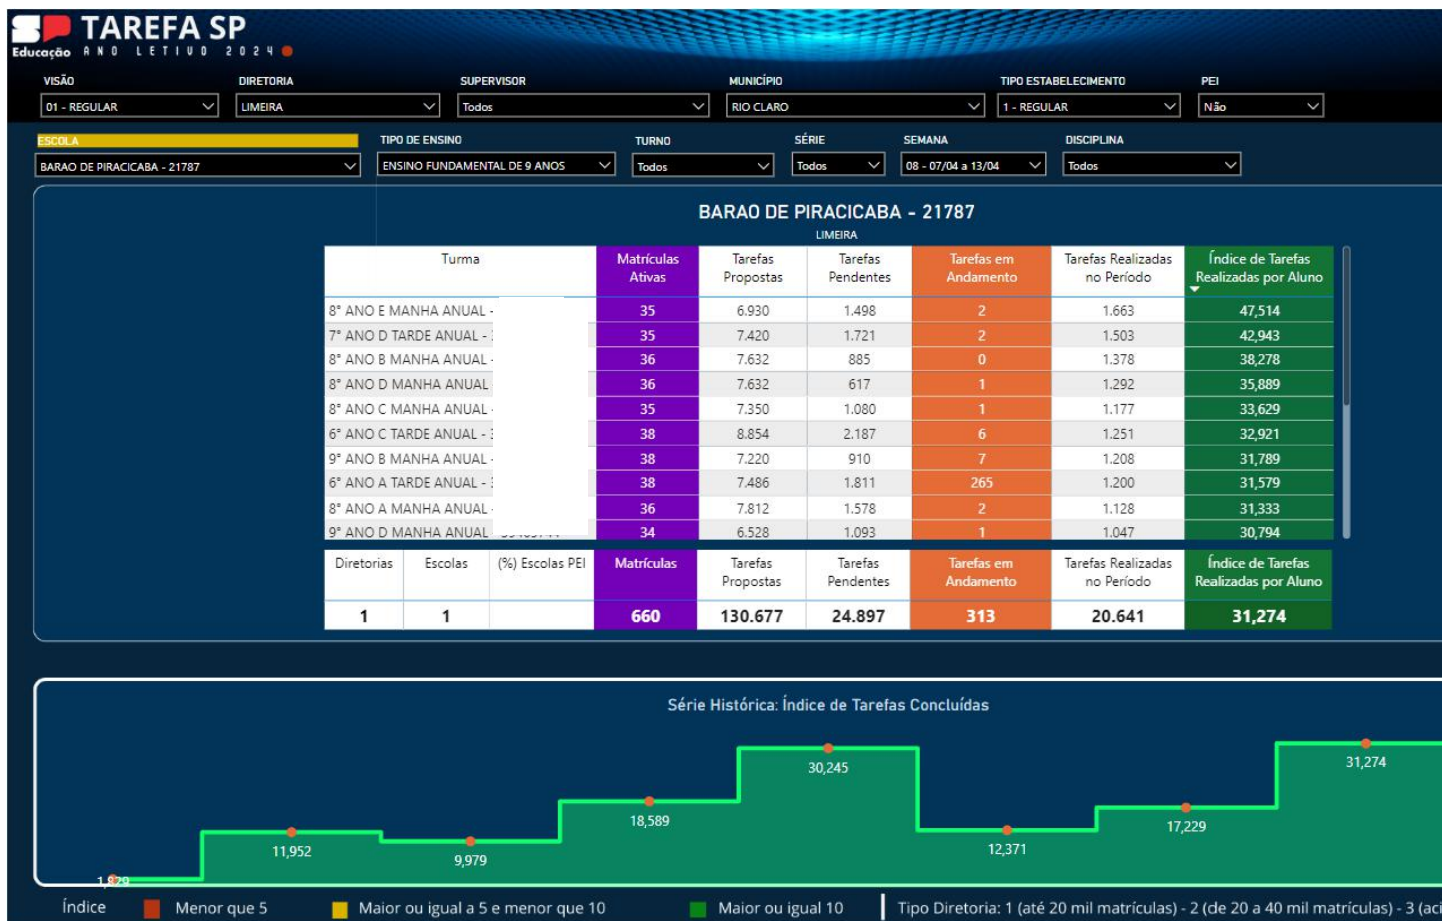 SP TAREFA SP
Educação ANO LETIVO 2024
VISÃO DIRETORIA SUPERVISOR MUNICÍPIO TIPO ESTABELECIMENTO PEI
01 - REGULAR LIMEIRA Todos RIO CLARO 1 - REGULAR Não
ESCOLA TIPO DE ENSINO TURNO SÉRIE SEMANA DISCIPLINA
BARAO DE PIRACICABA - 21787 ENSINO FUNDAMENTAL DE 9 ANOS Todos Todos 08 - 07/04 a 13/04 Todos
BARAO DE PIRACICABA - 21787
LIMEIRA
Turma Matrículas Ativas Tarefas Propostas Tarefas Pendentes Tarefas em Andamento Tarefas Realizadas no Período Índice de Tarefas Realizadas por Aluno
8° ANO E MANHA ANUAL - 35 6.930 1.498 2 1.663 47,514
7° ANO D TARDE ANUAL - 35 7.420 1.721 2 1.503 42,943
8° ANO B MANHA ANUAL - 36 7.632 885 0 1.378 38,278
8° ANO D MANHA ANUAL 36 7.632 617 1 1.292 35,889
8° ANO C MANHA ANUAL - 35 7.350 1.080 1 1.177 33,629
6° ANO C TARDE ANUAL - 38 8.854 2.187 6 1.251 32,921
9° ANO B MANHA ANUAL - 38 7.220 910 7 1.208 31,789
6° ANO A TARDE ANUAL - 38 7.486 1.811 265 1.200 31,579
8° ANO A MANHA ANUAL - 36 7.812 1.578 2 1.128 31,333
9° ANO D MANHA ANUAL 34 6.528 1.093 1 1.047 30,794
Diretorias Escolas (%) Escolas PEI Matrículas Tarefas Propostas Tarefas Pendentes Tarefas em Andamento Tarefas Realizadas no Período Índice de Tarefas Realizadas por Aluno
1 1 660 130.677 24.897 313 20.641 31,274
Série Histórica: Índice de Tarefas Concluídas
1,829 11,952 9,979 18,589 30,245 12,371 17,229 31,274
Índice Menor que 5 Maior ou igual a 5 e menor que 10 Maior ou igual 10 Tipo Diretoria: 1 (até 20 mil matrículas) - 2 (de 20 a 40 mil matrículas) - 3 (aci